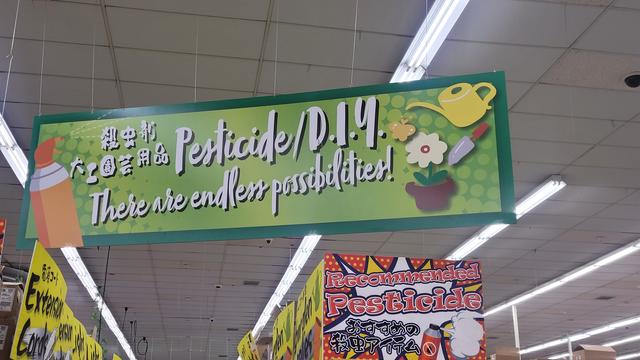 殺虫剤
大工園芸用品
Pesticide/D.I.Y.
There are endless possibilities!
Recommended
Pesticide
おすすめの
殺虫アイテム
Extension